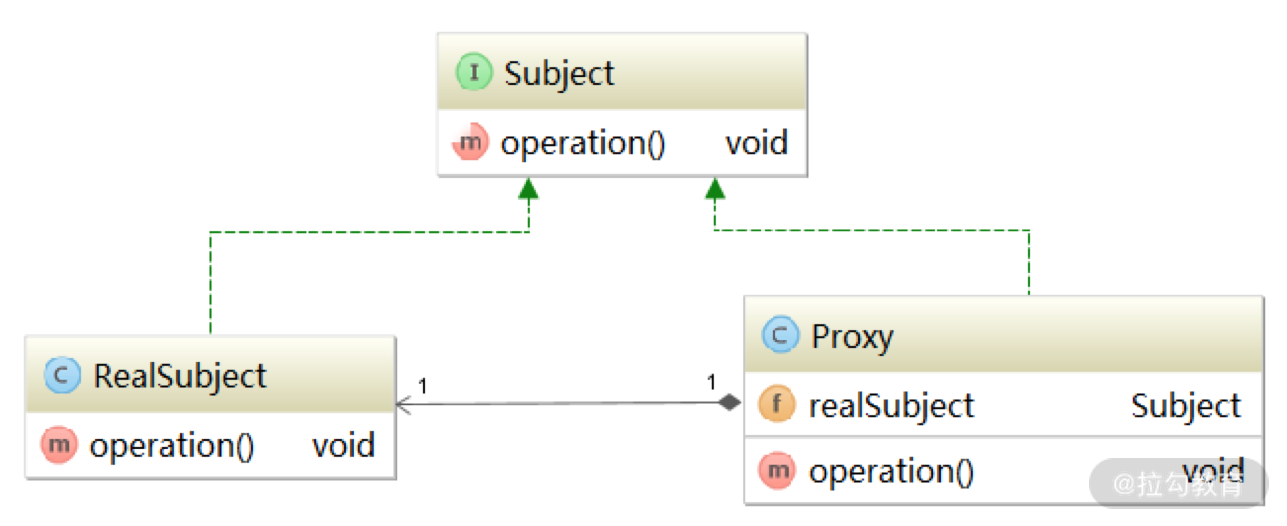 I Subject
m operation() void
C RealSubject
m operation() void
1
1
C Proxy
f realSubject Subject
m operation() void
@拉勾教育